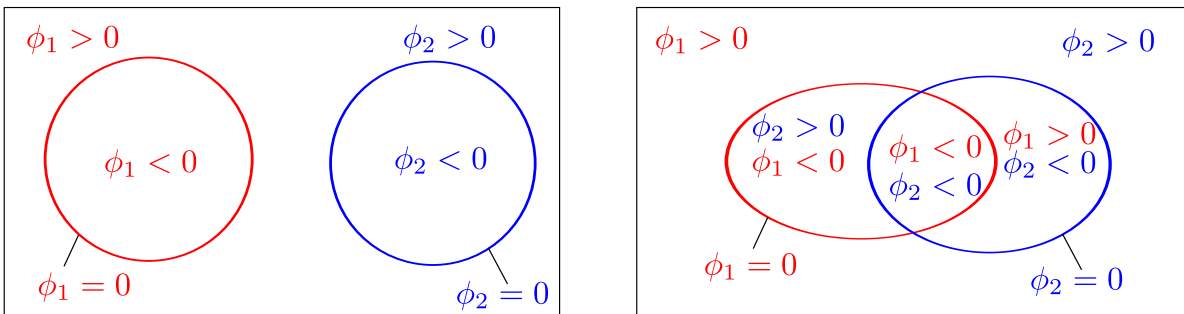 ϕ₁ > 0
ϕ₂ > 0
ϕ₁ < 0
ϕ₂ < 0
ϕ₁ = 0
ϕ₂ = 0
ϕ₁ > 0
ϕ₂ > 0
ϕ₂ > 0
ϕ₁ < 0
ϕ₁ < 0
ϕ₂ < 0
ϕ₁ > 0
ϕ₂ < 0
ϕ₁ = 0
ϕ₂ = 0